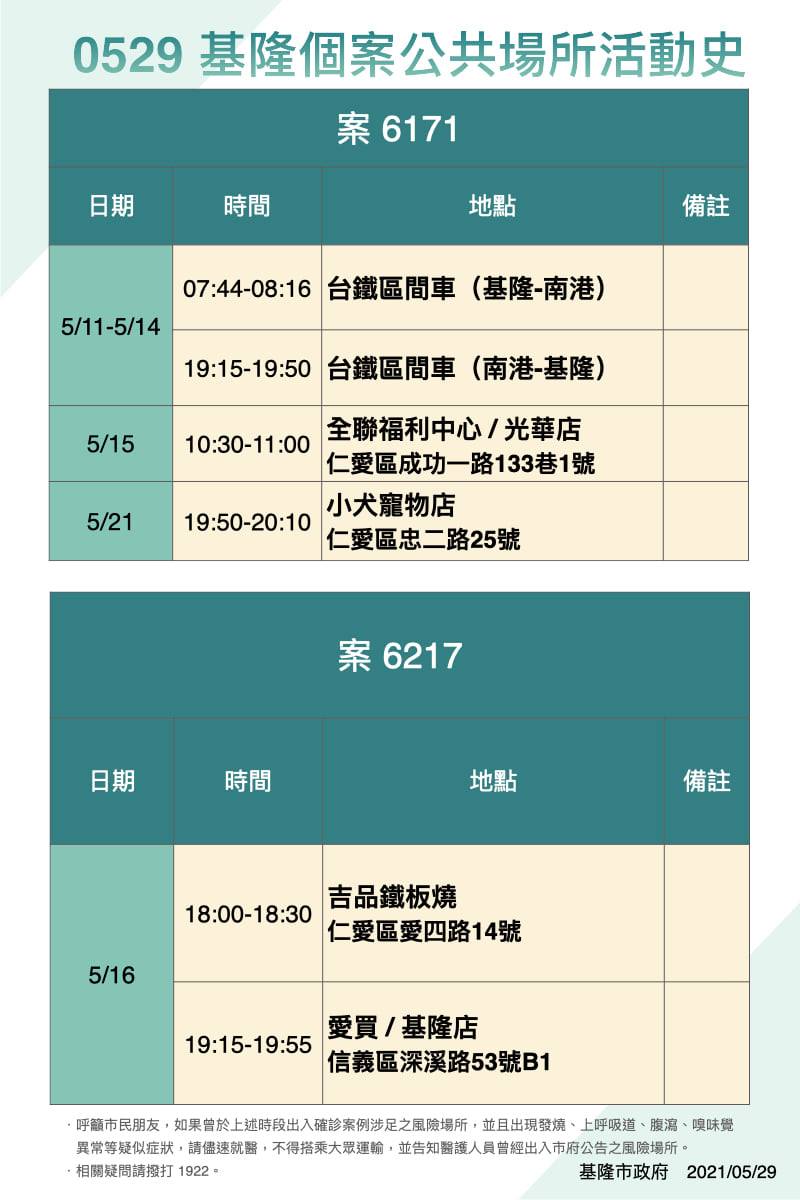 0529 基隆個案公共場所活動史
案 6171
日期 時間 地點 備註
5/11-5/14
07:44-08:16 台鐵區間車（基隆-南港）
19:15-19:50 台鐵區間車（南港-基隆）
5/15 10:30-11:00 全聯福利中心 / 光華店
仁愛區成功一路133巷1號
5/21 19:50-20:10 小犬寵物店
仁愛區忠二路25號
案 6217
日期 時間 地點 備註
5/16
18:00-18:30 吉品鐵板燒
仁愛區愛四路14號
19:15-19:55 愛買 / 基隆店
信義區深溪路53號B1
· 呼籲市民朋友，如果曾於上述時段出入確診案例涉足之風險場所，並且出現發燒、上呼吸道、腹瀉、嗅味覺
異常等疑似症狀，請儘速就醫，不得搭乘大眾運輸，並告知醫護人員曾經出入市府公告之風險場所。
· 相關疑問請撥打 1922。
基隆市政府 2021/05/29